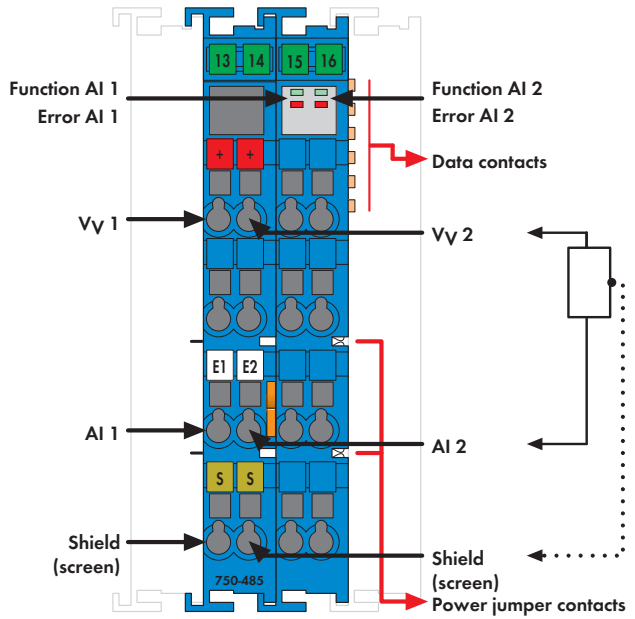 13 14 15 16
Function AI 1
Error AI 1
Function AI 2
Error AI 2
+ +
Data contacts
VV 1
VV 2
E1 E2
AI 1
AI 2
S S
Shield
(screen)
Shield
(screen)
750-485
Power jumper contacts